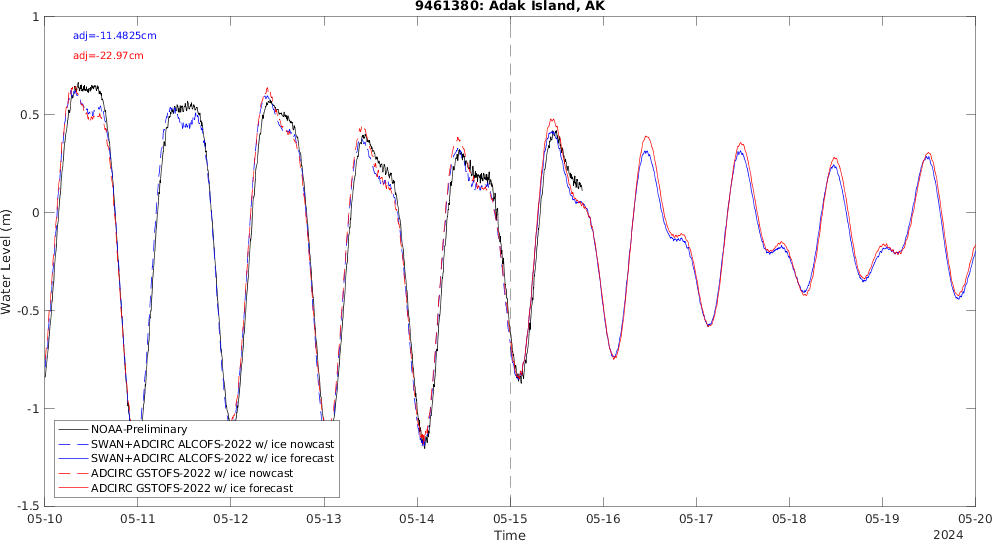 9461380: Adak Island, AK
adj=-11.4825cm
adj=-22.97cm
Water Level (m)
1
0.5
0
-0.5
-1
-1.5
NOAA-Preliminary
SWAN+ADCIRC ALCOFS-2022 w/ ice nowcast
SWAN+ADCIRC ALCOFS-2022 w/ ice forecast
ADCIRC GSTOFS-2022 w/ ice nowcast
ADCIRC GSTOFS-2022 w/ ice forecast
05-10 05-11 05-12 05-13 05-14 05-15 05-16 05-17 05-18 05-19 05-20
Time
2024